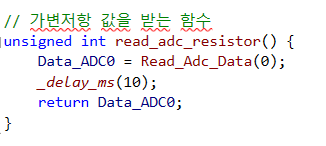 // 가변저항 값을 받는 함수
unsigned int read_adc_resistor() {
    Data_ADC0 = Read_Adc_Data(0);
    _delay_ms(10);
    return Data_ADC0;
}